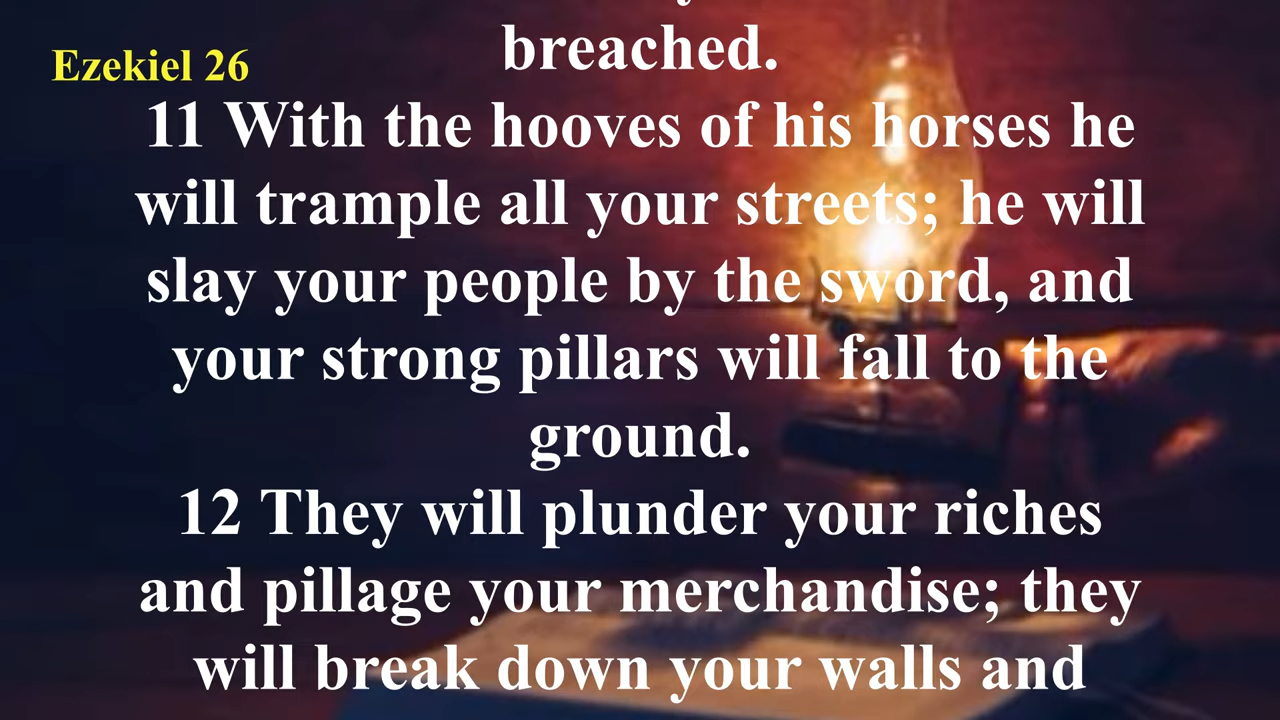 Ezekiel 26
breached.
11 With the hooves of his horses he
will trample all your streets; he will
slay your people by the sword, and
your strong pillars will fall to the
ground.
12 They will plunder your riches
and pillage your merchandise; they
will break down your walls and